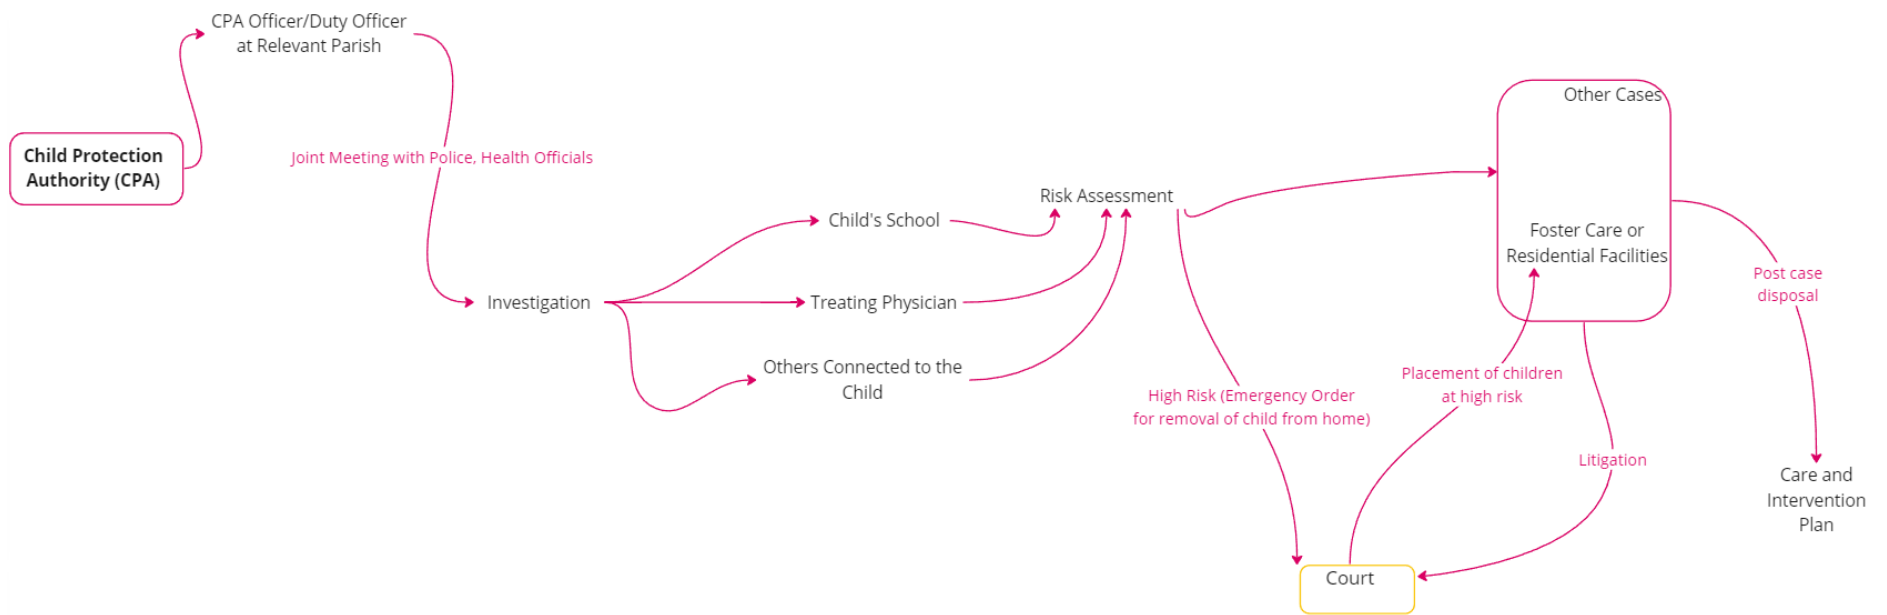 CPA Officer/Duty Officer
at Relevant Parish
Child Protection
Authority (CPA)
Joint Meeting with Police, Health Officials
Investigation
Child's School
Treating Physician
Others Connected to the
Child
Risk Assessment
High Risk (Emergency Order
for removal of child from home)
Other Cases
Foster Care or
Residential Facilities
Placement of children
at high risk
Litigation
Court
Post case
disposal
Care and
Intervention
Plan